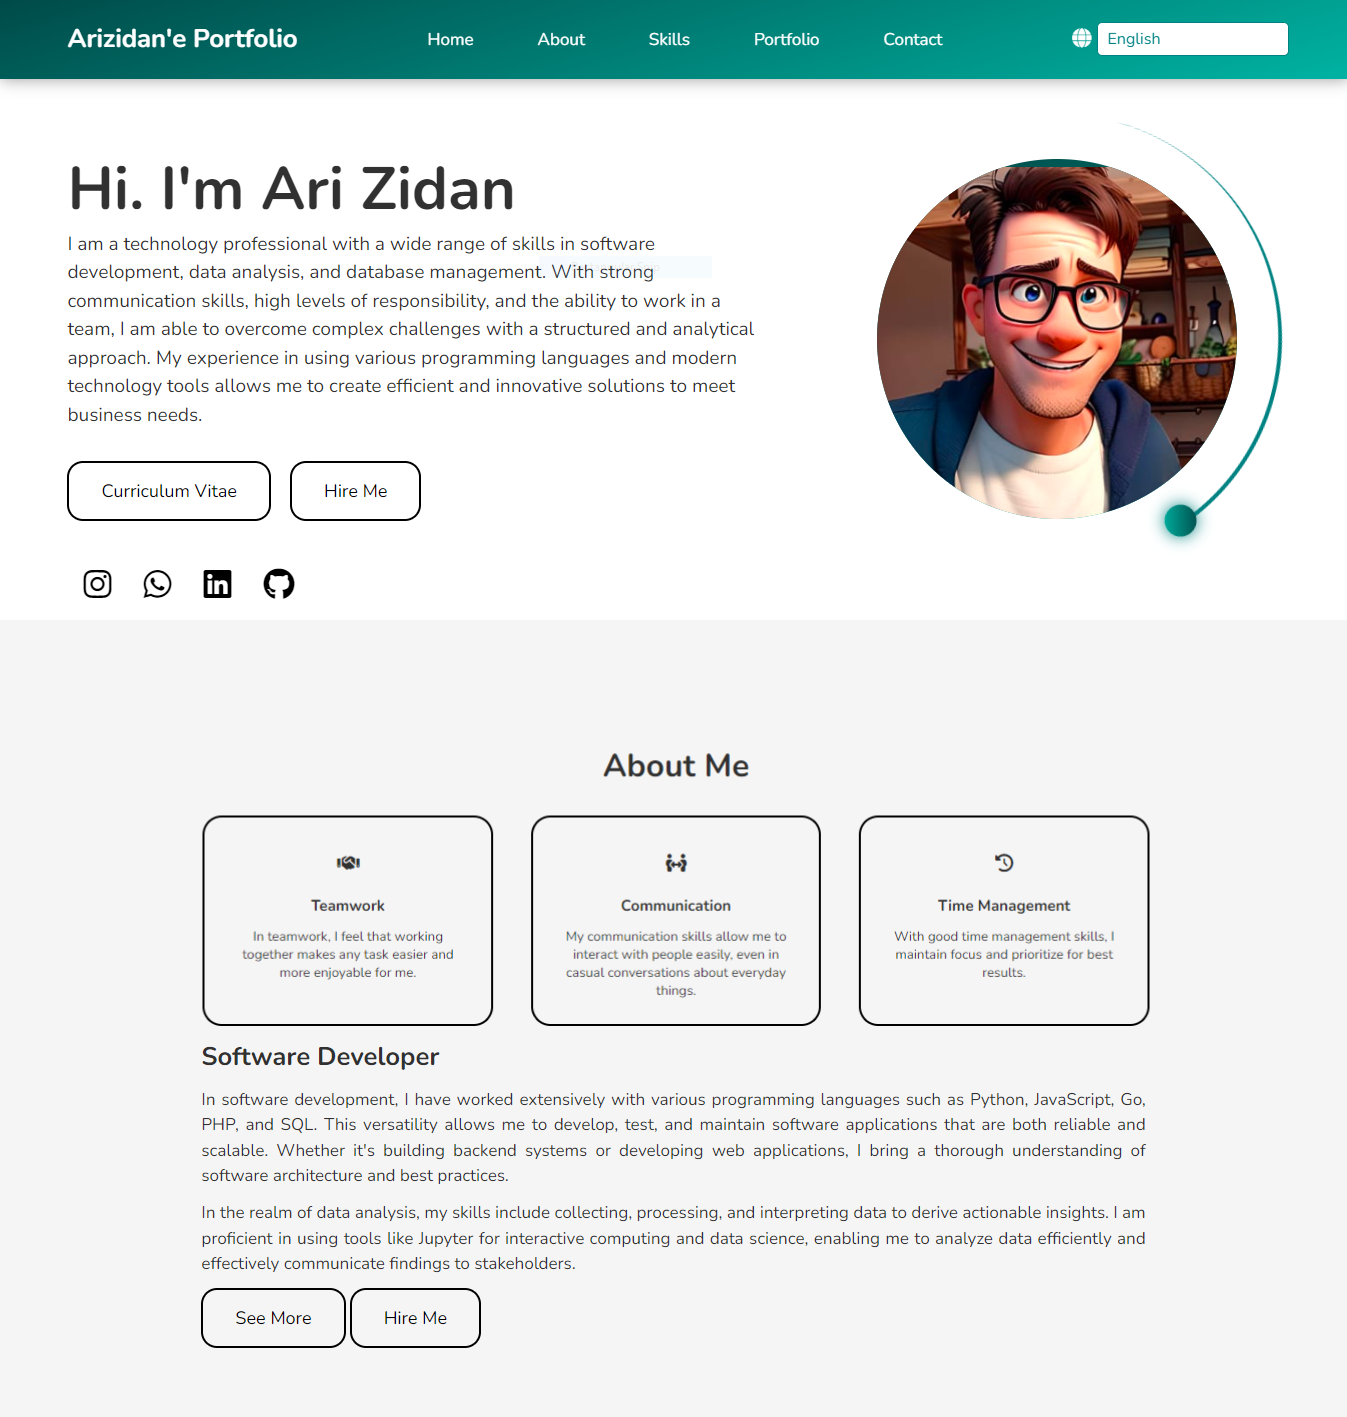 Arizidan'e Portfolio
Home
About
Skills
Portfolio
Contact
English
Hi. I'm Ari Zidan
I am a technology professional with a wide range of skills in software
development, data analysis, and database management. With strong
communication skills, high levels of responsibility, and the ability to work in a
team, I am able to overcome complex challenges with a structured and analytical
approach. My experience in using various programming languages and modern
technology tools allows me to create efficient and innovative solutions to meet
business needs.
Curriculum Vitae
Hire Me
About Me
Teamwork
In teamwork, I feel that working
together makes any task easier and
more enjoyable for me.
Communication
My communication skills allow me to
interact with people easily, even in
casual conversations about everyday
things.
Time Management
With good time management skills, I
maintain focus and prioritize for best
results.
Software Developer
In software development, I have worked extensively with various programming languages such as Python, JavaScript, Go,
PHP, and SQL. This versatility allows me to develop, test, and maintain software applications that are both reliable and
scalable. Whether it's building backend systems or developing web applications, I bring a thorough understanding of
software architecture and best practices.
In the realm of data analysis, my skills include collecting, processing, and interpreting data to derive actionable insights. I am
proficient in using tools like Jupyter for interactive computing and data science, enabling me to analyze data efficiently and
effectively communicate findings to stakeholders.
See More
Hire Me